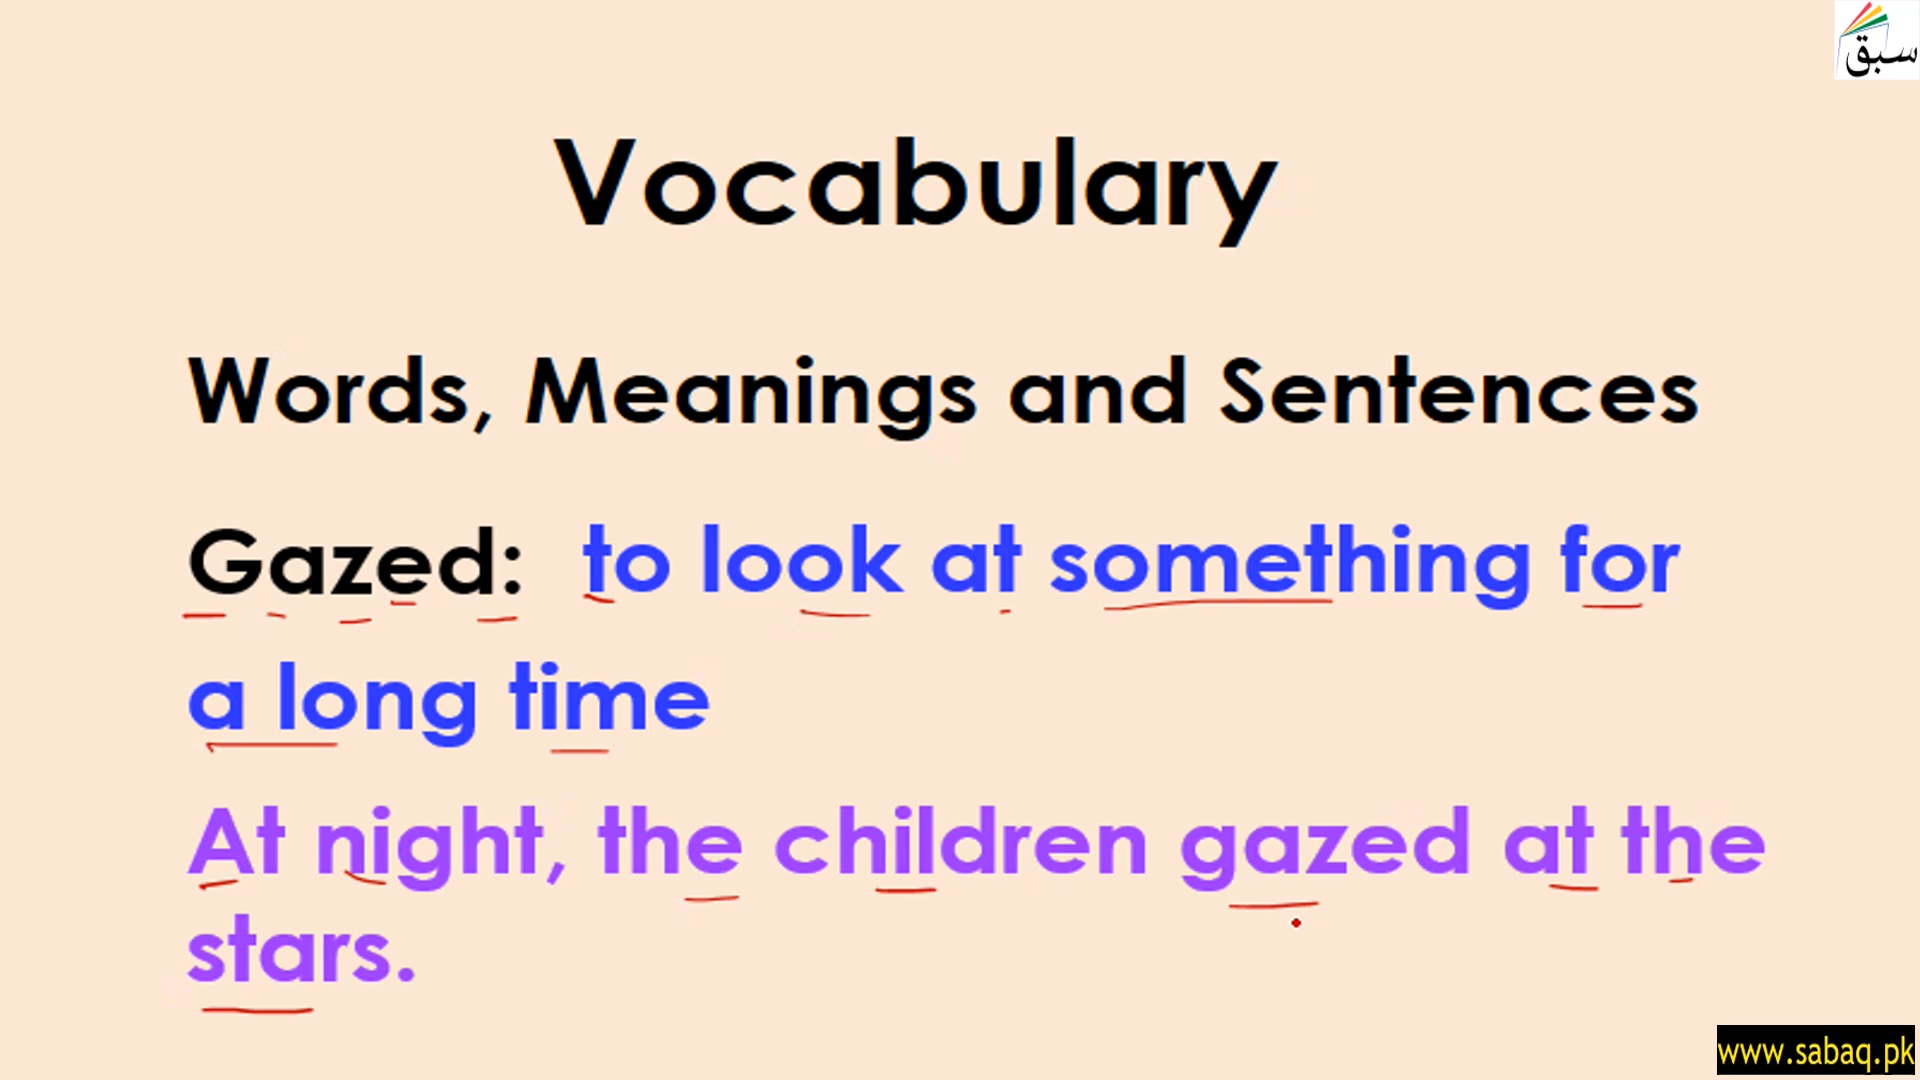 سبق
Vocabulary
Words, Meanings and Sentences
Gazed: to look at something for
a long time
At night, the children gazed at the
stars.
www.sabaq.pk